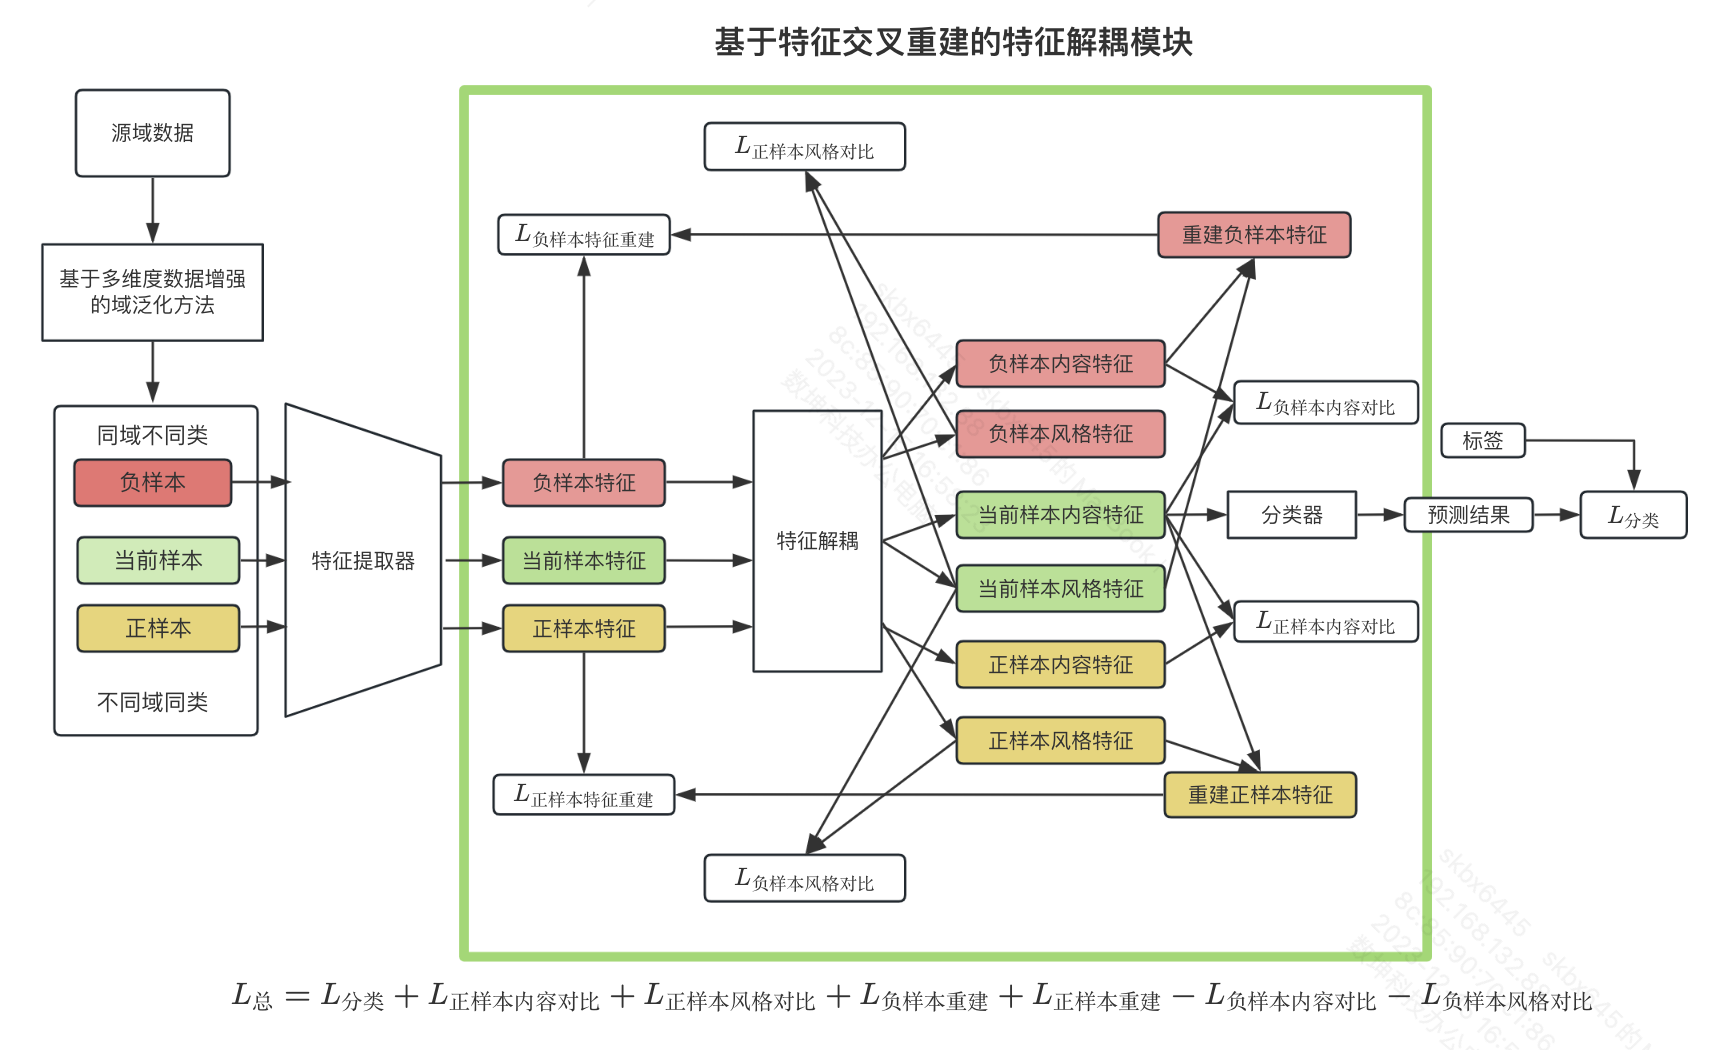 基于特征交叉重建的特征解耦模块
源域数据
基于多维度数据增强
的域泛化方法
同域不同类
负样本
当前样本
正样本
不同域同类
特征提取器
L负样本特征重建
负样本特征
当前样本特征
正样本特征
L正样本特征重建
L正样本风格对比
特征解耦
L负样本风格对比
重建负样本特征
负样本内容特征
负样本风格特征
当前样本内容特征
当前样本风格特征
正样本内容特征
正样本风格特征
重建正样本特征
L负样本内容对比
分类器
L正样本内容对比
标签
预测结果
L分类
L总 = L分类 + L正样本内容对比 + L正样本风格对比 + L负样本重建 + L正样本重建 − L负样本内容对比 − L负样本风格对比
skbx6445